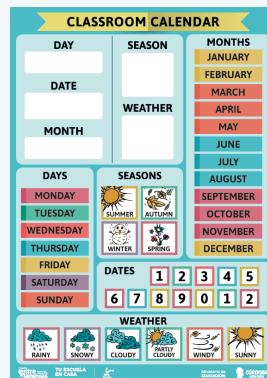 CLASSROOM CALENDAR
DAY
DATE
MONTH
SEASON
WEATHER
MONTHS
JANUARY
FEBRUARY
MARCH
APRIL
MAY
JUNE
JULY
AUGUST
SEPTEMBER
OCTOBER
NOVEMBER
DECEMBER
DAYS
MONDAY
TUESDAY
WEDNESDAY
THURSDAY
FRIDAY
SATURDAY
SUNDAY
SEASONS
SUMMER
AUTUMN
WINTER
SPRING
DATES
1 2 3 4 5
6 7 8 9 0 1 2
WEATHER
RAINY
SNOWY
CLOUDY
PARTLY
CLOUDY
WINDY
SUNNY
TU ESCUELA
EN CASA